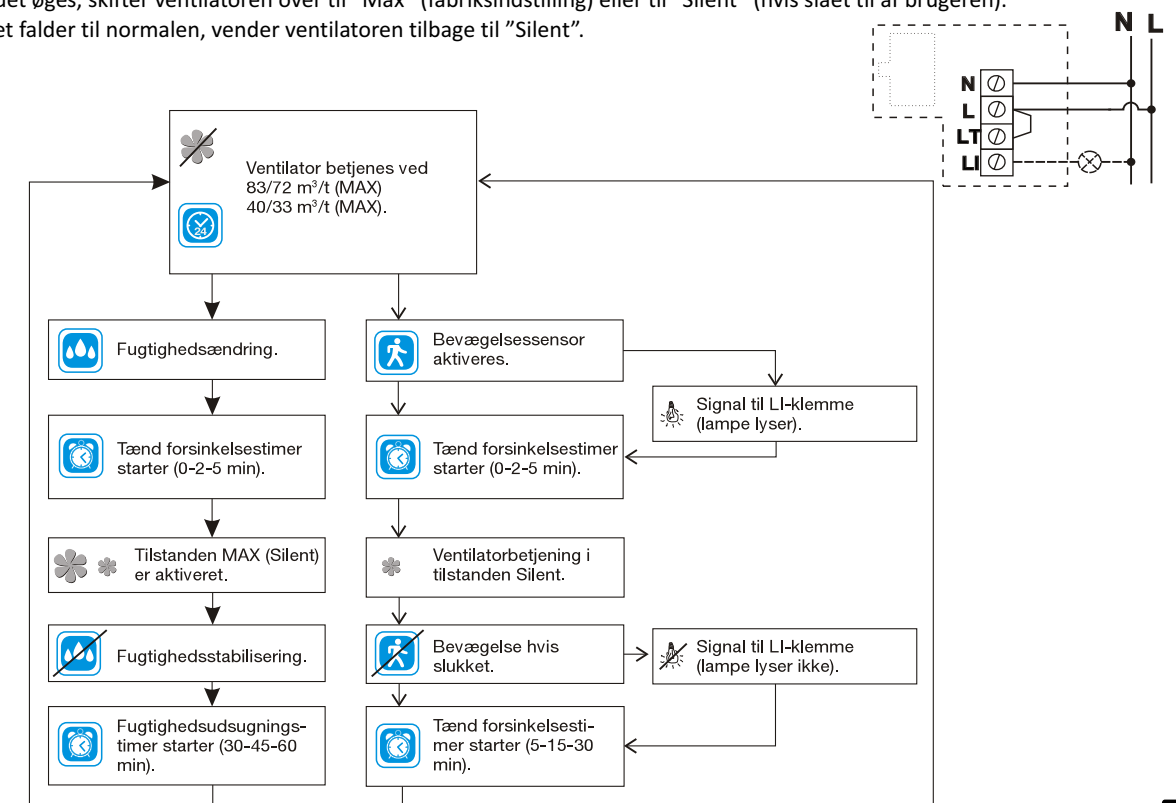 det øges, skifter ventilatoren over til "Max" (fabriksindstilling) eller til "Silent" (hvis slået til af brugeren).
et falder til normalen, vender ventilatoren tilbage til ”Silent”.
N L
N
L
LT
LI
Ventilator betjenes ved
83/72 m³/t (MAX)
40/33 m³/t (MAX).
24
Fugtighedsændring.
Bevægelsessensor
aktiveres.
Signal til LI-klemme
(lampe lyser).
Tænd forsinkelsestimer
starter (0-2-5 min).
Tænd forsinkelsestimer
starter (0-2-5 min).
Tilstanden MAX (Silent)
er aktiveret.
Ventilatorbetjening i
tilstanden Silent.
Fugtighedsstabilisering.
Bevægelse hvis
slukket.
Signal til LI-klemme
(lampe lyser ikke).
Fugtighedsudsugnings-
timer starter (30-45-60
min).
Tænd forsinkelsesti-
mer starter (5-15-30
min).